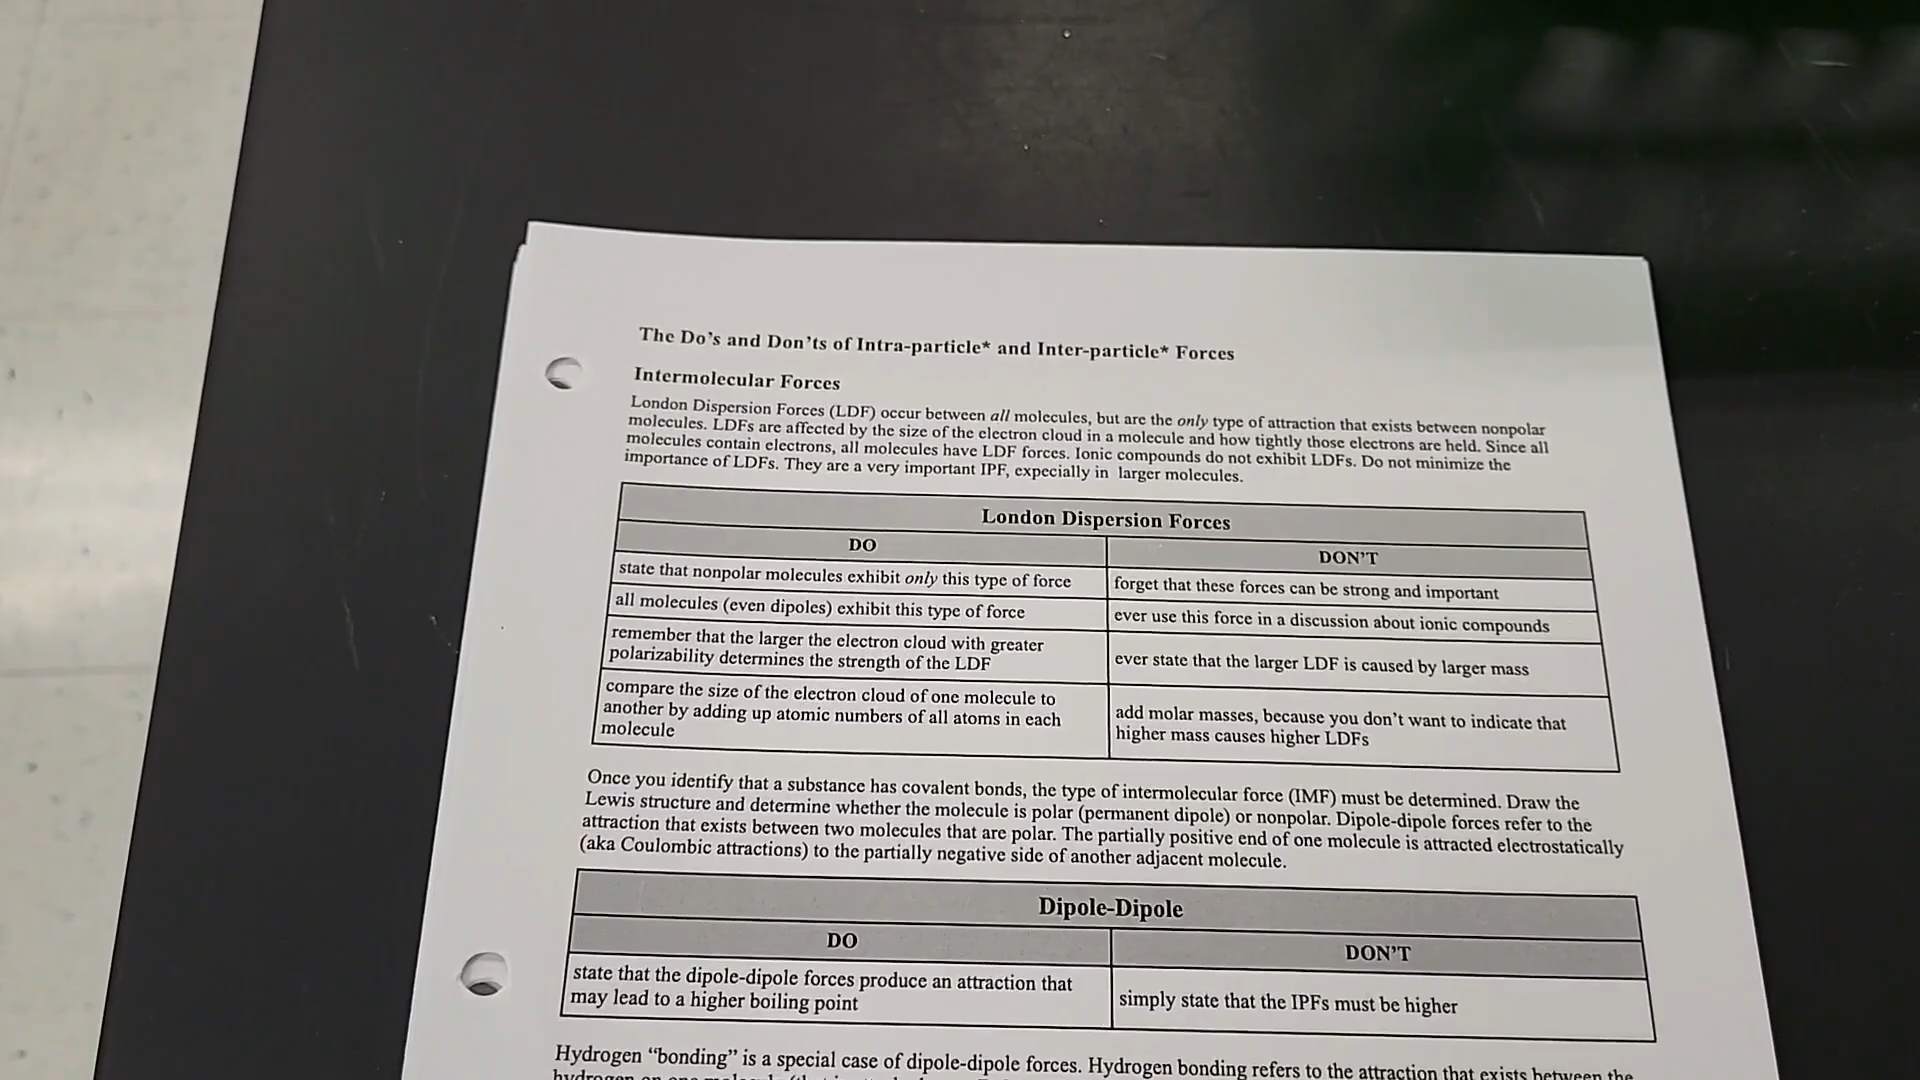 The Do's and Don'ts of Intra-particle* and Inter-particle* Forces
Intermolecular Forces
London Dispersion Forces (LDF) occur between all molecules, but are the only type of attraction that exists between nonpolar
molecules. LDFs are affected by the size of the electron cloud in a molecule and how tightly those electrons are held. Since all
molecules contain electrons, all molecules have LDF forces. Ionic compounds do not exhibit LDFs. Do not minimize the
importance of LDFs. They are a very important IPF, expecially in larger molecules.
London Dispersion Forces
DO
DON'T
state that nonpolar molecules exhibit only this type of force
forget that these forces can be strong and important
all molecules (even dipoles) exhibit this type of force
ever use this force in a discussion about ionic compounds
remember that the larger the electron cloud with greater
polarizability determines the strength of the LDF
ever state that the larger LDF is caused by larger mass
compare the size of the electron cloud of one molecule to
another by adding up atomic numbers of all atoms in each
molecule
add molar masses, because you don't want to indicate that
higher mass causes higher LDFs
Once you identify that a substance has covalent bonds, the type of intermolecular force (IMF) must be determined. Draw the
Lewis structure and determine whether the molecule is polar (permanent dipole) or nonpolar. Dipole-dipole forces refer to the
attraction that exists between two molecules that are polar. The partially positive end of one molecule is attracted electrostatically
(aka Coulombic attractions) to the partially negative side of another adjacent molecule.
Dipole-Dipole
DO
DON'T
state that the dipole-dipole forces produce an attraction that
may lead to a higher boiling point
simply state that the IPFs must be higher
Hydrogen "bonding" is a special case of dipole-dipole forces. Hydrogen bonding refers to the attraction that exists between the
hydrogen on one